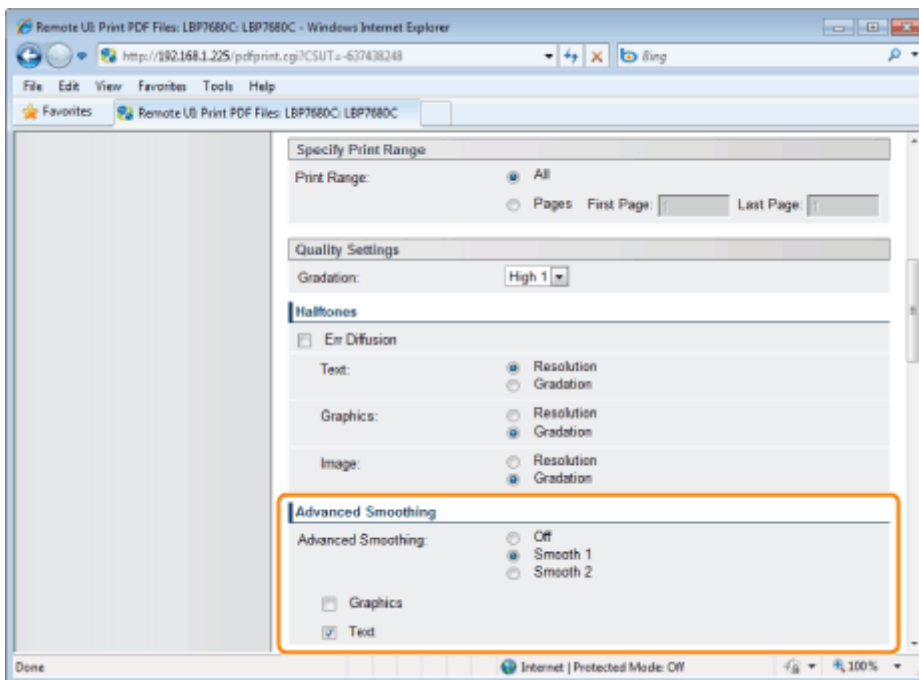 Remote UI: Print PDF Files: LBP7680C: LBP7680C - Windows Internet Explorer
http://192.168.1.225/pdfprint.cgi?CSUT=-637438248
Bing
File Edit View Favorites Tools Help
Favorites Remote UI: Print PDF Files: LBP7680C: LBP7680C
Specify Print Range
Print Range: All
Pages First Page: 1 Last Page: 1
Quality Settings
Gradation: High 1
Halftones
Err Diffusion
Text: Resolution
Gradation
Graphics: Resolution
Gradation
Image: Resolution
Gradation
Advanced Smoothing
Advanced Smoothing: Off
Smooth 1
Smooth 2
Graphics
Text
Done Internet | Protected Mode: Off 100%